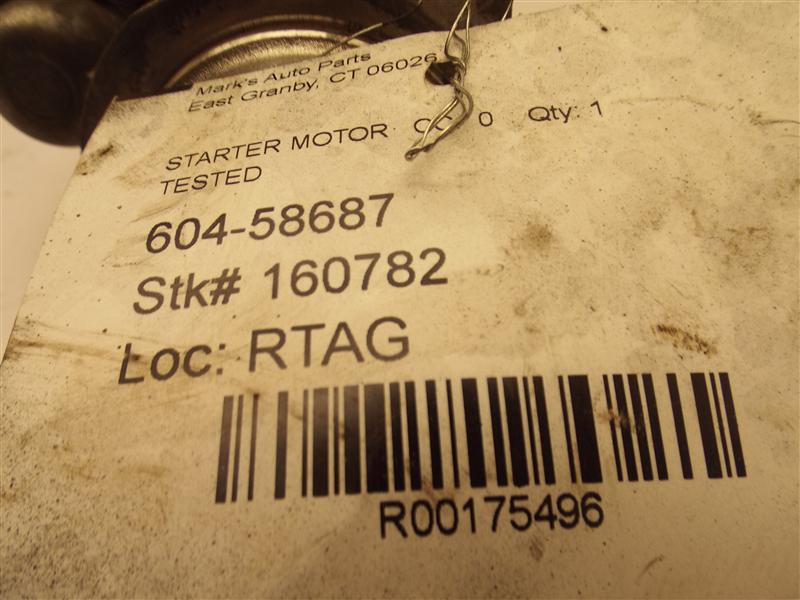 Mark's Auto Parts
East Granby, CT 06026
STARTER MOTOR 0 Qty: 1
TESTED
604-58687
Stk# 160782
Loc: RTAG
R00175496